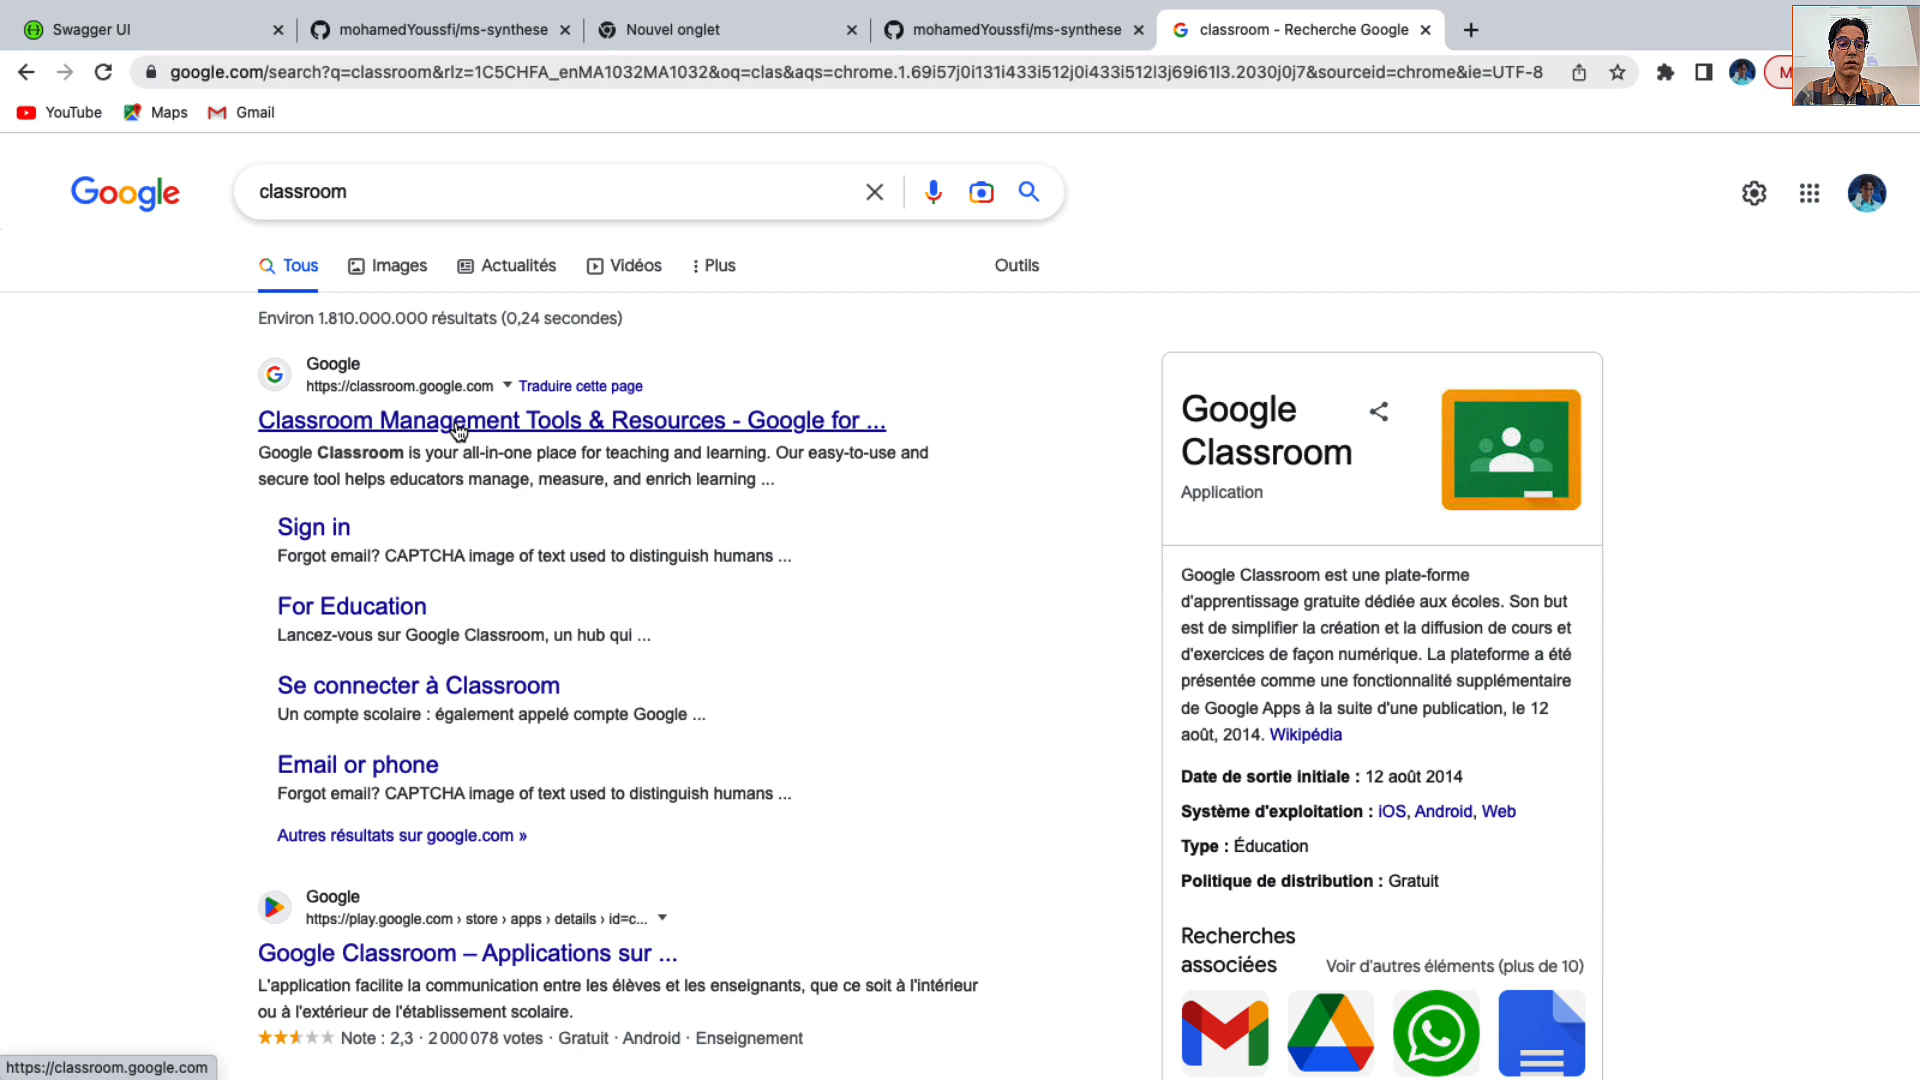 Swagger UI
mohamedYoussfi/ms-synthese
Nouvel onglet
mohamedYoussfi/ms-synthese
classroom - Recherche Google
google.com/search?q=classroom&rlz=1C5CHFA_enMA1032MA1032&oq=clas&aqs=chrome.1.69i57j0i131i433i512j0i433i512l3j69i61l3.2030j0j7&sourceid=chrome&ie=UTF-8
M
YouTube
Maps
Gmail
Google
classroom
Tous
Images
Actualités
Vidéos
Plus
Outils
Environ 1.810.000.000 résultats (0,24 secondes)
Google
https://classroom.google.com Traduire cette page
Classroom Management Tools & Resources - Google for ...
Google Classroom is your all-in-one place for teaching and learning. Our easy-to-use and
secure tool helps educators manage, measure, and enrich learning ...
Sign in
Forgot email? CAPTCHA image of text used to distinguish humans ...
For Education
Lancez-vous sur Google Classroom, un hub qui ...
Se connecter à Classroom
Un compte scolaire : également appelé compte Google ...
Email or phone
Forgot email? CAPTCHA image of text used to distinguish humans ...
Autres résultats sur google.com »
Google
https://play.google.com › store › apps › details › id=c...
Google Classroom – Applications sur ...
L'application facilite la communication entre les élèves et les enseignants, que ce soit à l'intérieur
ou à l'extérieur de l'établissement scolaire.
Note : 2,3 · 2 000 078 votes · Gratuit · Android · Enseignement
https://classroom.google.com
Google
Classroom
Application
Google Classroom est une plate-forme
d'apprentissage gratuite dédiée aux écoles. Son but
est de simplifier la création et la diffusion de cours et
d'exercices de façon numérique. La plateforme a été
présentée comme une fonctionnalité supplémentaire
de Google Apps à la suite d'une publication, le 12
août, 2014. Wikipédia
Date de sortie initiale : 12 août 2014
Système d'exploitation : iOS, Android, Web
Type : Éducation
Politique de distribution : Gratuit
Recherches
associées
Voir d'autres éléments (plus de 10)